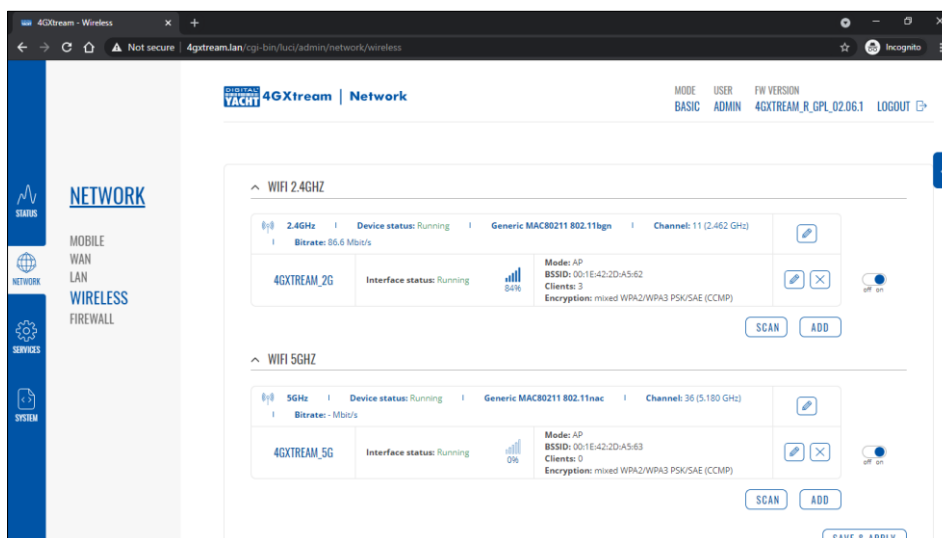 4GXtream - Wireless
Not secure | 4gxtream.lan/cgi-bin/luci/admin/network/wireless
Incognito
DIGITAL YACHT 4GXtream | Network
MODE USER FW VERSION
BASIC ADMIN 4GXTREAM_R_GPL_02.06.1 LOGOUT
STATUS
NETWORK
SERVICES
SYSTEM
NETWORK
MOBILE
WAN
LAN
WIRELESS
FIREWALL
WIFI 2.4GHZ
2.4GHz | Device status: Running | Generic MAC80211 802.11bgn | Channel: 11 (2.462 GHz)
| Bitrate: 86.6 Mbit/s
4GXTREAM_2G
Interface status: Running
84%
Mode: AP
BSSID: 00:1E:42:2D:A5:62
Clients: 3
Encryption: mixed WPA2/WPA3 PSK/SAE (CCMP)
off on
SCAN ADD
WIFI 5GHZ
5GHz | Device status: Running | Generic MAC80211 802.11nac | Channel: 36 (5.180 GHz)
| Bitrate: - Mbit/s
4GXTREAM_5G
Interface status: Running
0%
Mode: AP
BSSID: 00:1E:42:2D:A5:63
Clients: 0
Encryption: mixed WPA2/WPA3 PSK/SAE (CCMP)
off on
SCAN ADD
SAVE & APPLY